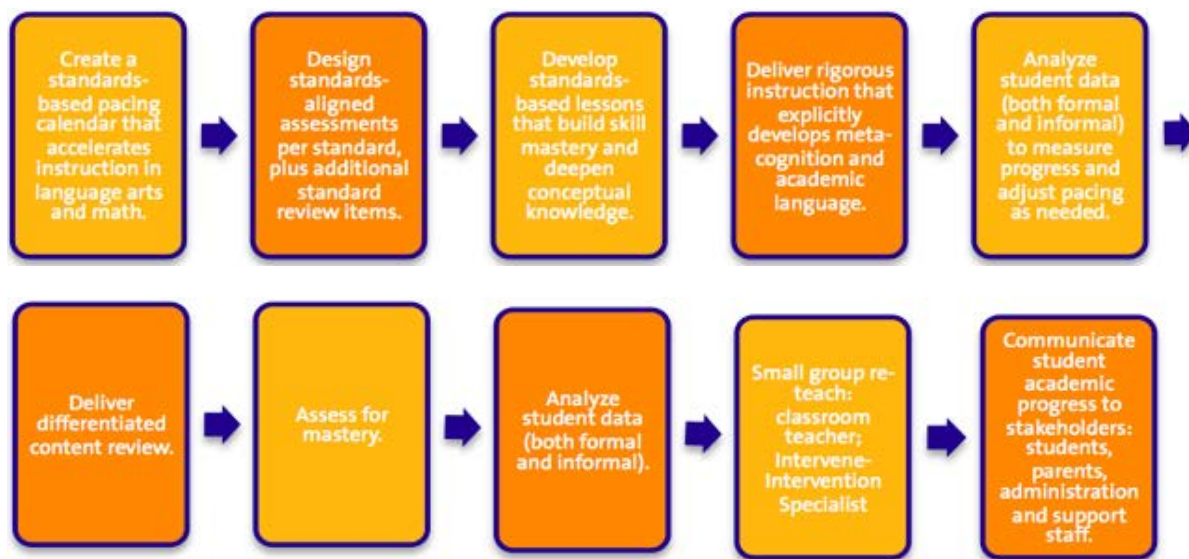 Create a
standards-
based pacing
calendar that
accelerates
instruction in
language arts
and math.
Design
standards-
aligned
assessments
per standard,
plus additional
standard
review items.
Develop
standards-
based lessons
that build skill
mastery and
deepen
conceptual
knowledge.
Deliver rigorous
instruction that
explicitly
develops meta-
cognition and
academic
language.
Analyze
student data
(both formal
and informal)
to measure
progress and
adjust pacing
as needed.
Deliver
differentiated
content review.
Assess for
mastery.
Analyze
student data
(both formal
and informal).
Small group re-
teach:
classroom
teacher;
Intervene-
Intervention
Specialist
Communicate
student
academic
progress to
stakeholders:
students,
parents,
administration
and support
staff.